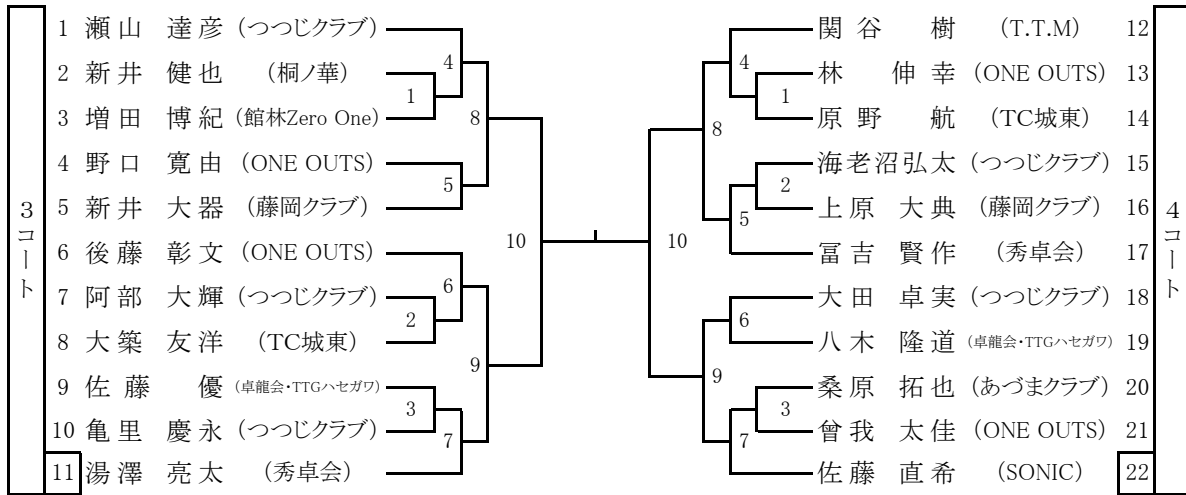 3コート
1 瀬山 達彦 (つつじクラブ)
2 新井 健也 (桐ノ華)
3 増田 博紀 (館林Zero One)
4 野口 寛由 (ONE OUTS)
5 新井 大器 (藤岡クラブ)
6 後藤 彰文 (ONE OUTS)
7 阿部 大輝 (つつじクラブ)
8 大築 友洋 (TC城東)
9 佐藤 優 (卓龍会・TTGハセガワ)
10 亀里 慶永 (つつじクラブ)
11 湯澤 亮太 (秀卓会)
4
1
8
5
10
6
2
9
3
7
4
1
8
2
5
10
6
9
3
7
関谷 樹 (T.T.M) 12
林 伸幸 (ONE OUTS) 13
原野 航 (TC城東) 14
海老沼弘太 (つつじクラブ) 15
上原 大典 (藤岡クラブ) 16
冨吉 賢作 (秀卓会) 17
大田 卓実 (つつじクラブ) 18
八木 隆道 (卓龍会・TTGハセガワ) 19
桑原 拓也 (あづまクラブ) 20
曾我 太佳 (ONE OUTS) 21
佐藤 直希 (SONIC) 22
4コート